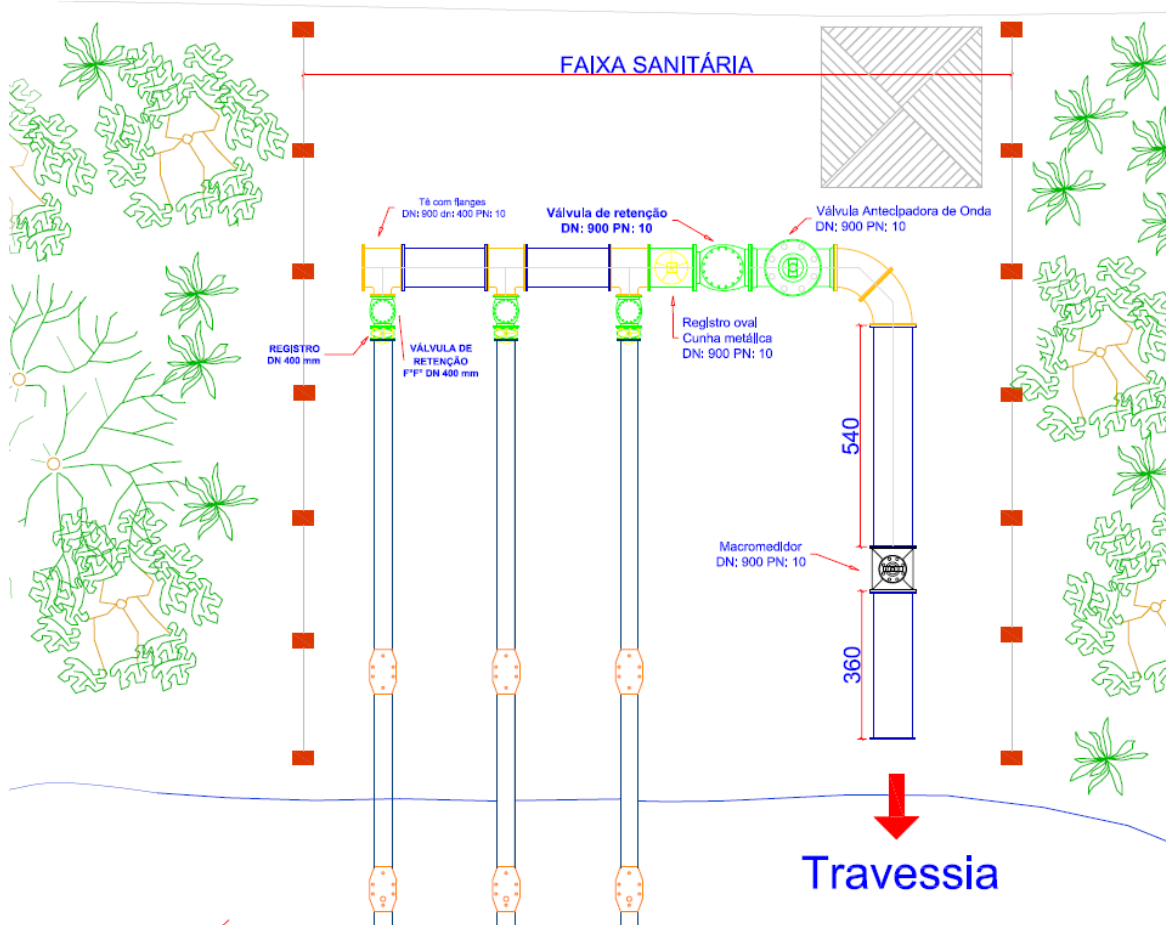 FAIXA SANITÁRIA
Tê com flanges
DN: 900 dn: 400 PN: 10
Válvula de retenção
DN: 900 PN: 10
Válvula Antecipadora de Onda
DN: 900 PN: 10
Registro oval
Cunha metálica
DN: 900 PN: 10
REGISTRO
DN 400 mm
VÁLVULA DE
RETENÇÃO
F°F° DN 400 mm
540
Macromedidor
DN: 900 PN: 10
360
Travessia